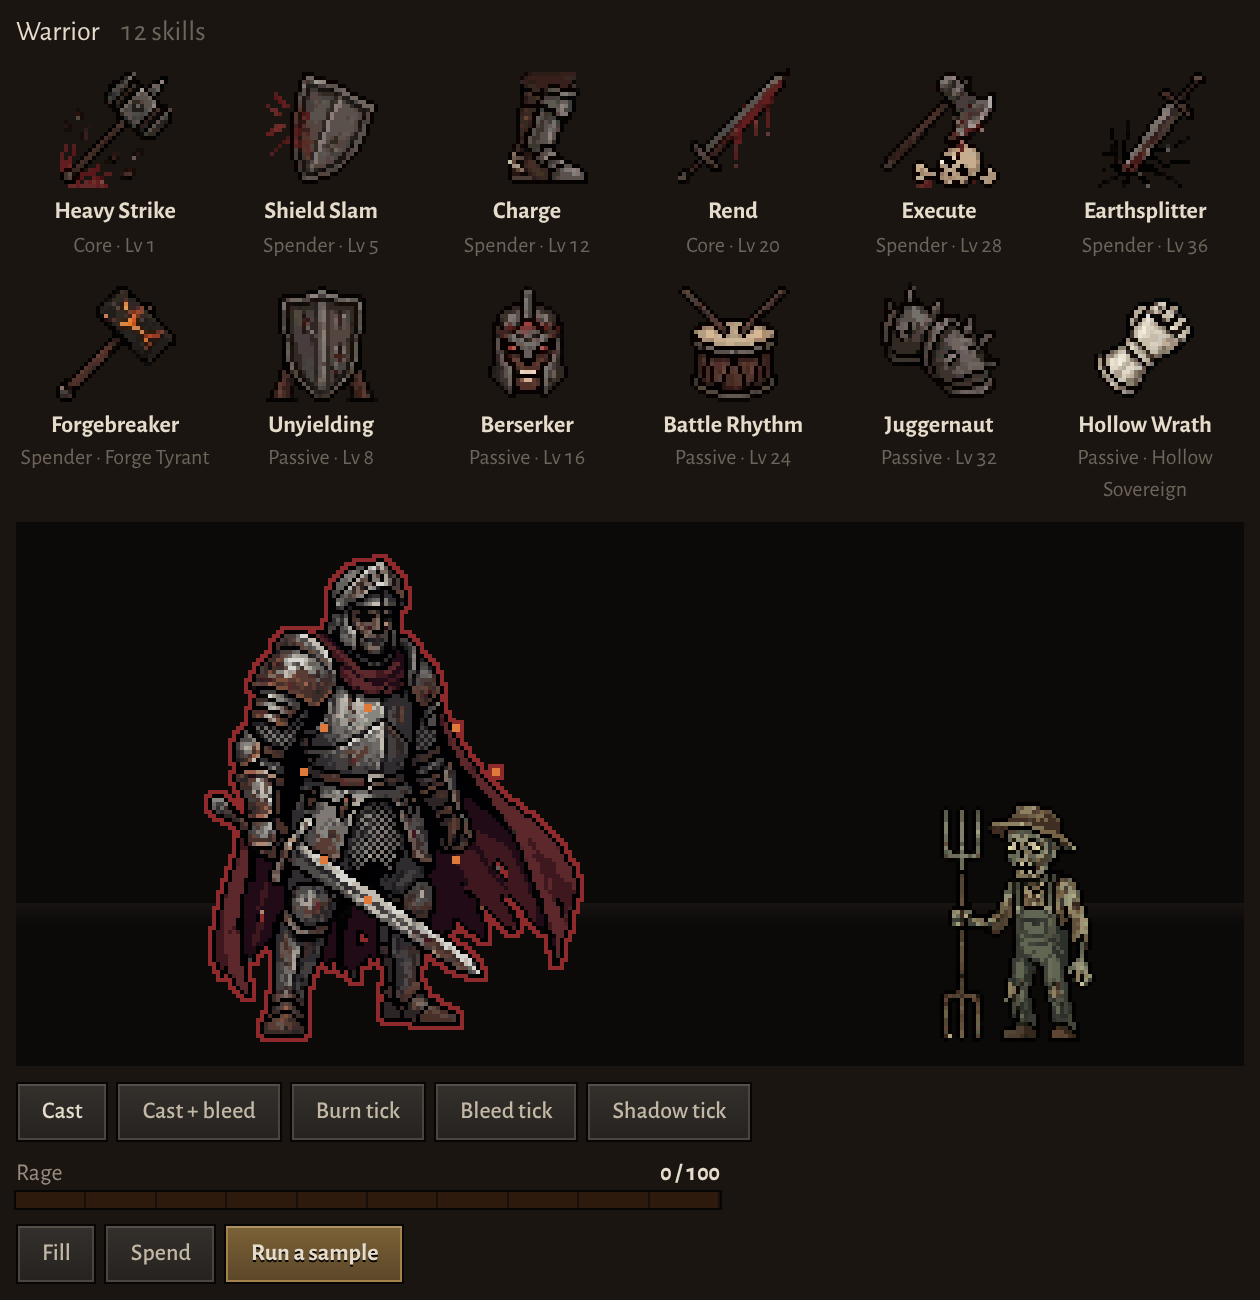 Warrior 12 skills
Heavy Strike Shield Slam Charge Rend Execute Earthsplitter
Core · Lv 1 Spender · Lv 5 Spender · Lv 12 Core · Lv 20 Spender · Lv 28 Spender · Lv 36
Forgebreaker Unyielding Berserker Battle Rhythm Juggernaut Hollow Wrath
Spender · Forge Tyrant Passive · Lv 8 Passive · Lv 16 Passive · Lv 24 Passive · Lv 32 Passive · Hollow
Sovereign
Cast Cast + bleed Burn tick Bleed tick Shadow tick
Rage 0 / 100
Fill Spend Run a sample